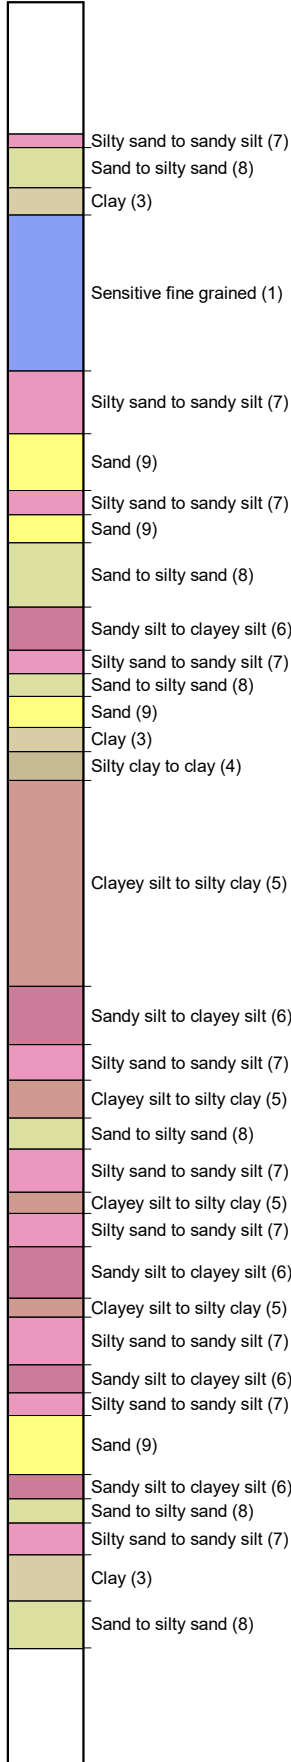 Silty sand to sandy silt (7)
Sand to silty sand (8)
Clay (3)
Sensitive fine grained (1)
Silty sand to sandy silt (7)
Sand (9)
Silty sand to sandy silt (7)
Sand (9)
Sand to silty sand (8)
Sandy silt to clayey silt (6)
Silty sand to sandy silt (7)
Sand to silty sand (8)
Sand (9)
Clay (3)
Silty clay to clay (4)
Clayey silt to silty clay (5)
Sandy silt to clayey silt (6)
Silty sand to sandy silt (7)
Clayey silt to silty clay (5)
Sand to silty sand (8)
Silty sand to sandy silt (7)
Clayey silt to silty clay (5)
Silty sand to sandy silt (7)
Sandy silt to clayey silt (6)
Clayey silt to silty clay (5)
Silty sand to sandy silt (7)
Sandy silt to clayey silt (6)
Silty sand to sandy silt (7)
Sand (9)
Sandy silt to clayey silt (6)
Sand to silty sand (8)
Silty sand to sandy silt (7)
Clay (3)
Sand to silty sand (8)